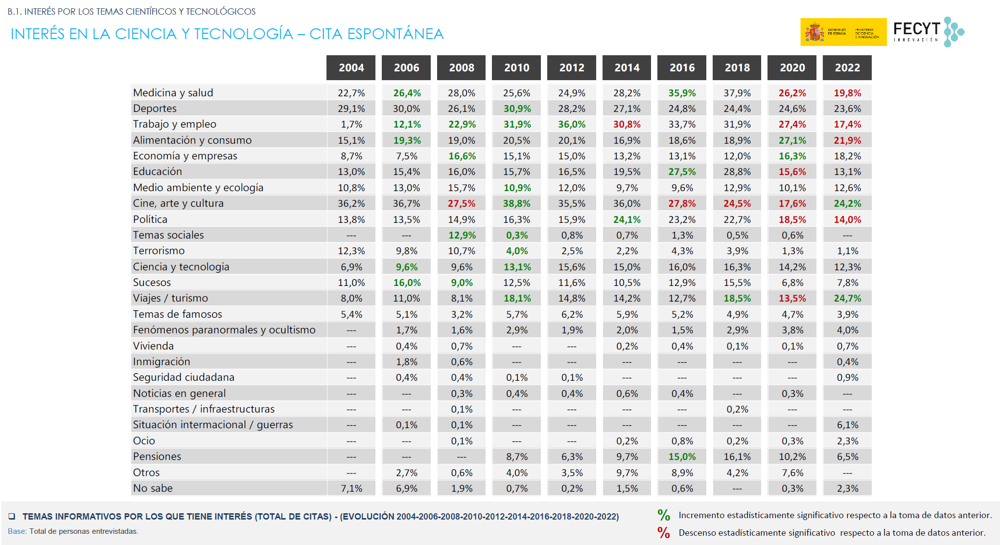 B.1. INTERÉS POR LOS TEMAS CIENTÍFICOS Y TECNOLÓGICOS
INTERÉS EN LA CIENCIA Y TECNOLOGÍA – CITA ESPONTÁNEA
GOBIERNO DE ESPAÑA MINISTERIO DE CIENCIA E INNOVACIÓN
FECYT
INNOVACIÓN
2004 2006 2008 2010 2012 2014 2016 2018 2020 2022
Medicina y salud 22,7% 26,4% 28,0% 25,6% 24,9% 28,2% 35,9% 37,9% 26,2% 19,8%
Deportes 29,1% 30,0% 26,1% 30,9% 28,2% 27,1% 24,8% 24,4% 24,6% 23,6%
Trabajo y empleo 1,7% 12,1% 22,9% 31,9% 36,0% 30,8% 33,7% 31,9% 27,4% 17,4%
Alimentación y consumo 15,1% 19,3% 19,0% 20,5% 20,1% 16,9% 18,6% 18,9% 27,1% 21,9%
Economía y empresas 8,7% 7,5% 16,6% 15,1% 15,0% 13,2% 13,1% 12,0% 16,3% 18,2%
Educación 13,0% 15,4% 16,0% 15,7% 16,5% 19,5% 27,5% 28,8% 15,6% 13,1%
Medio ambiente y ecología 10,8% 13,0% 15,7% 10,9% 12,0% 9,7% 9,6% 12,9% 10,1% 12,6%
Cine, arte y cultura 36,2% 36,7% 27,5% 38,8% 35,5% 36,0% 27,8% 24,5% 17,6% 24,2%
Política 13,8% 13,5% 14,9% 16,3% 15,9% 24,1% 23,2% 22,7% 18,5% 14,0%
Temas sociales --- --- 12,9% 0,3% 0,8% 0,7% 1,3% 0,5% 0,6% ---
Terrorismo 12,3% 9,8% 10,7% 4,0% 2,5% 2,2% 4,3% 3,9% 1,3% 1,1%
Ciencia y tecnología 6,9% 9,6% 9,6% 13,1% 15,6% 15,0% 16,0% 16,3% 14,2% 12,3%
Sucesos 11,0% 16,0% 9,0% 12,5% 11,6% 10,5% 12,9% 15,5% 6,8% 7,8%
Viajes / turismo 8,0% 11,0% 8,1% 18,1% 14,8% 14,2% 12,7% 18,5% 13,5% 24,7%
Temas de famosos 5,4% 5,1% 3,2% 5,7% 6,2% 5,9% 5,2% 4,9% 4,7% 3,9%
Fenómenos paranormales y ocultismo --- 1,7% 1,6% 2,9% 1,9% 2,0% 1,5% 2,9% 3,8% 4,0%
Vivienda --- 0,4% 0,7% --- --- 0,2% 0,4% 0,1% 0,1% 0,7%
Inmigración --- 1,8% 0,6% --- --- --- --- --- --- 0,4%
Seguridad ciudadana --- 0,4% 0,4% 0,1% 0,1% --- --- --- --- 0,9%
Noticias en general --- --- 0,3% 0,4% 0,4% 0,6% 0,4% --- 0,3% ---
Transportes / infraestructuras --- --- 0,1% --- --- --- --- 0,2% --- ---
Situación internacional / guerras --- 0,1% 0,1% --- --- --- --- --- --- 6,1%
Ocio --- --- 0,1% --- --- 0,2% 0,8% 0,2% 0,3% 2,3%
Pensiones --- --- --- 8,7% 6,3% 9,7% 15,0% 16,1% 10,2% 6,5%
Otros --- 2,7% 0,6% 4,0% 3,5% 9,7% 8,9% 4,2% 7,6% ---
No sabe 7,1% 6,9% 1,9% 0,7% 0,2% 1,5% 0,6% --- 0,3% 2,3%
❑ TEMAS INFORMATIVOS POR LOS QUE TIENE INTERÉS (TOTAL DE CITAS) - (EVOLUCIÓN 2004-2006-2008-2010-2012-2014-2016-2018-2020-2022)
Base: Total de personas entrevistadas.
% Incremento estadísticamente significativo respecto a la toma de datos anterior.
% Descenso estadísticamente significativo respecto a la toma de datos anterior.